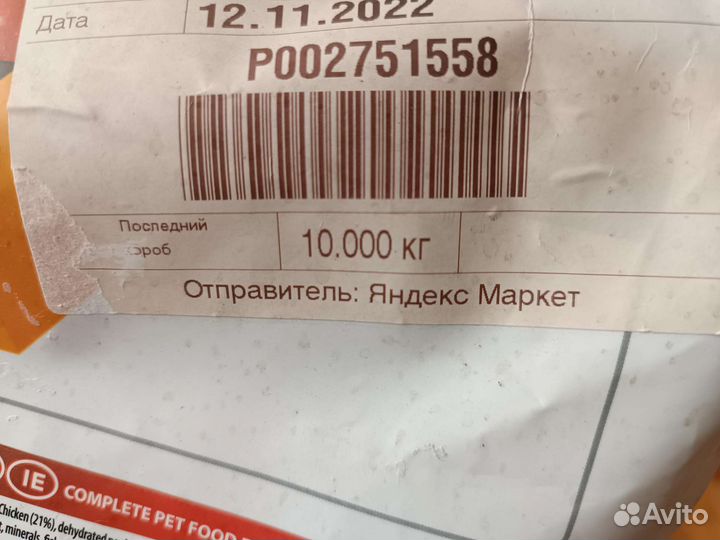 Дата 12.11.2022
P002751558
Последний
короб
10.000 кг
Отправитель: Яндекс Маркет
IE COMPLETE PET FOOD
Chicken (21%), dehydrated
minerals,
Avito